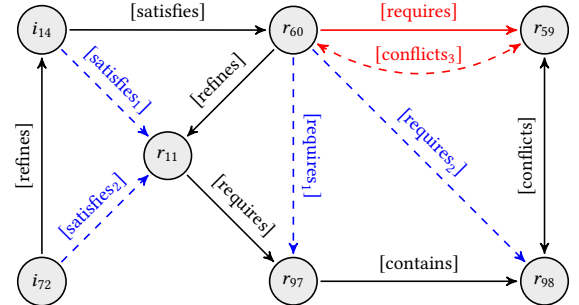 i₁₄
[satisfies]
r₆₀
[requires]
r₅₉
[conflicts₃]
[satisfies₁]
[refines]
[refines]
r₁₁
[requires₁]
[requires₂]
[conflicts]
[satisfies₂]
[requires]
i₇₂
r₉₇
[contains]
r₉₈